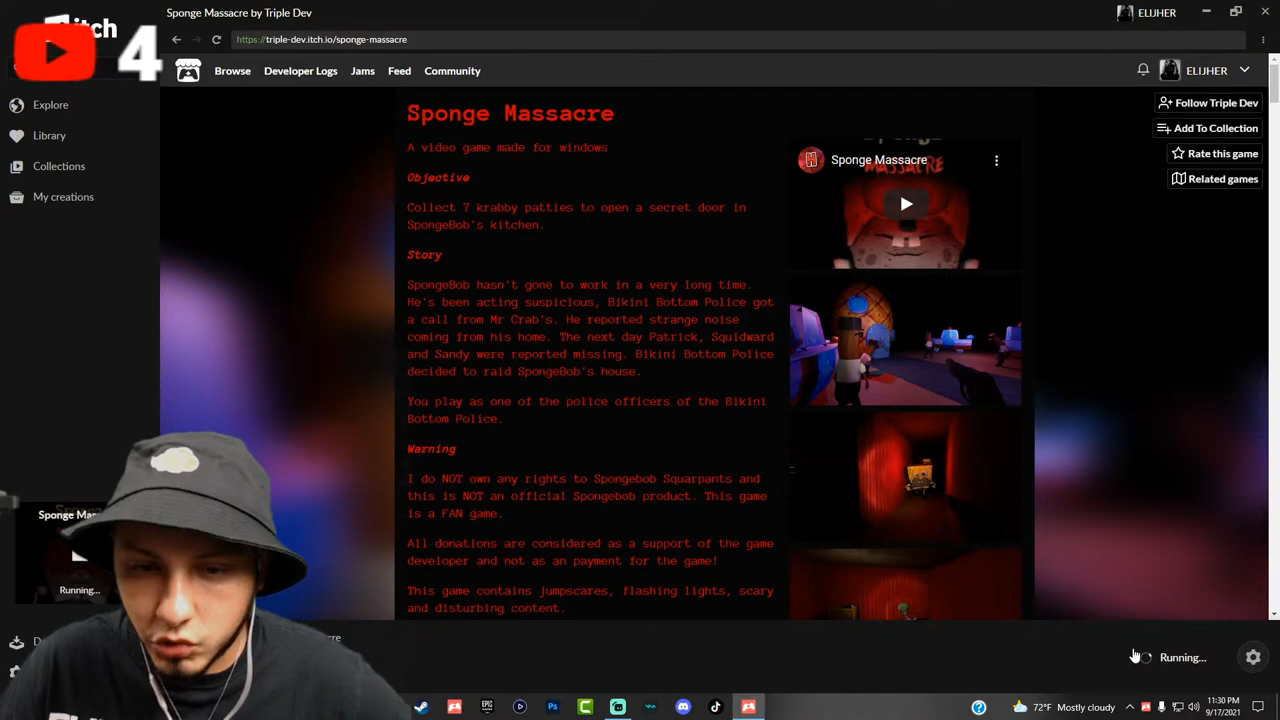 Sponge Massacre by Triple Dev
ELIJHER
itch
4
https://triple-dev.itch.io/sponge-massacre
Browse
Developer Logs
Jams
Feed
Community
ELIJHER
Explore
Library
Collections
My creations
Follow Triple Dev
Add To Collection
Rate this game
Related games
Sponge Massacre
A video game made for windows
Objective
Collect 7 krabby patties to open a secret door in
SpongeBob's kitchen.
Story
SpongeBob hasn't gone to work in a very long time.
He's been acting suspicious, Bikini Bottom Police got
a call from Mr Crab's. He reported strange noise
coming from his home. The next day Patrick, Squidward
and Sandy were reported missing. Bikini Bottom Police
decided to raid SpongeBob's house.
You play as one of the police officers of the Bikini
Bottom Police.
Warning
I do NOT own any rights to Spongebob Squarpants and
this is NOT an official Spongebob product. This game
is a FAN game.
All donations are considered as a support of the game
developer and not as an payment for the game!
This game contains jumpscares, flashing lights, scary
and disturbing content.
Sponge Massacre
MASSACRE
Sponge Mas
Running...
Running...
72°F Mostly cloudy
11:30 PM
9/17/2021